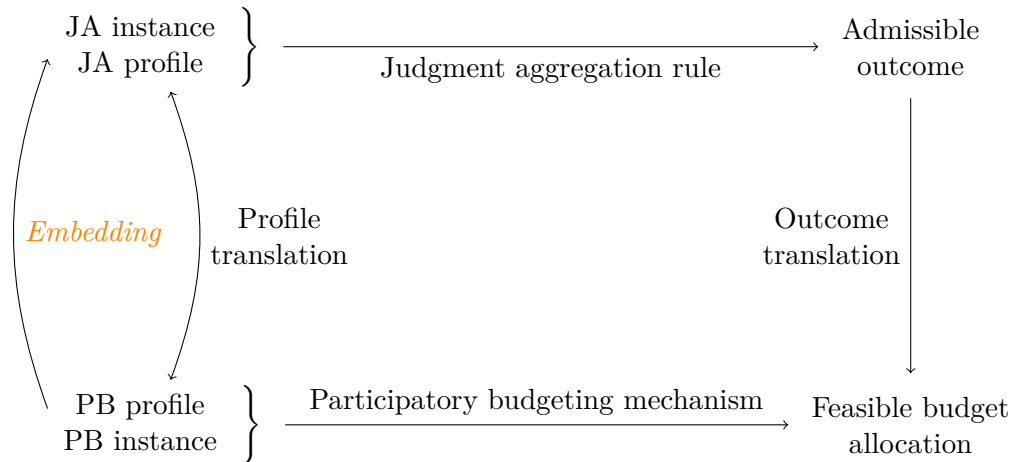 JA instance
JA profile
Judgment aggregation rule
Admissible
outcome
Embedding
Profile
translation
Outcome
translation
PB profile
PB instance
Participatory budgeting mechanism
Feasible budget
allocation